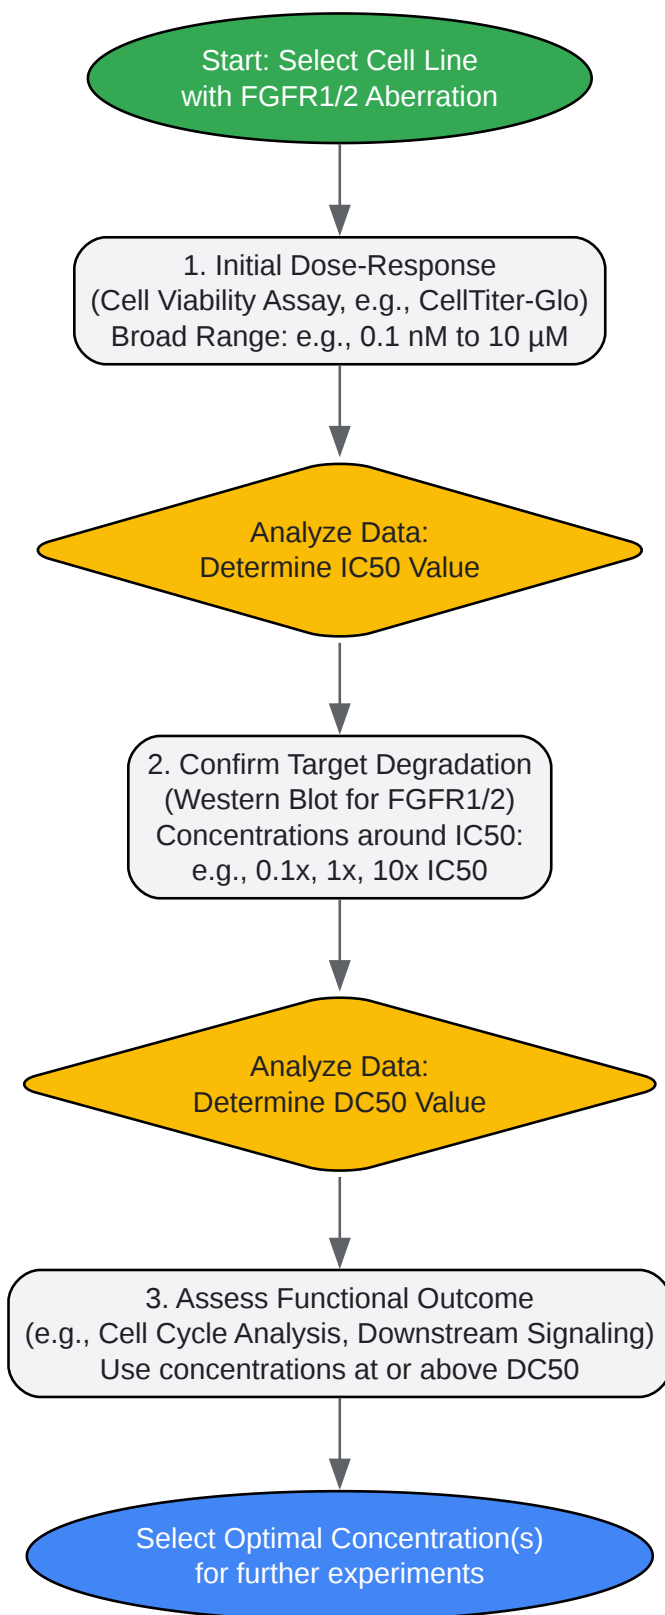 Start: Select Cell Line
with FGFR1/2 Aberration
1. Initial Dose-Response
(Cell Viability Assay, e.g., CellTiter-Glo)
Broad Range: e.g., 0.1 nM to 10 µM
Analyze Data:
Determine IC50 Value
2. Confirm Target Degradation
(Western Blot for FGFR1/2)
Concentrations around IC50:
e.g., 0.1x, 1x, 10x IC50
Analyze Data:
Determine DC50 Value
3. Assess Functional Outcome
(e.g., Cell Cycle Analysis, Downstream Signaling)
Use concentrations at or above DC50
Select Optimal Concentration(s)
for further experiments